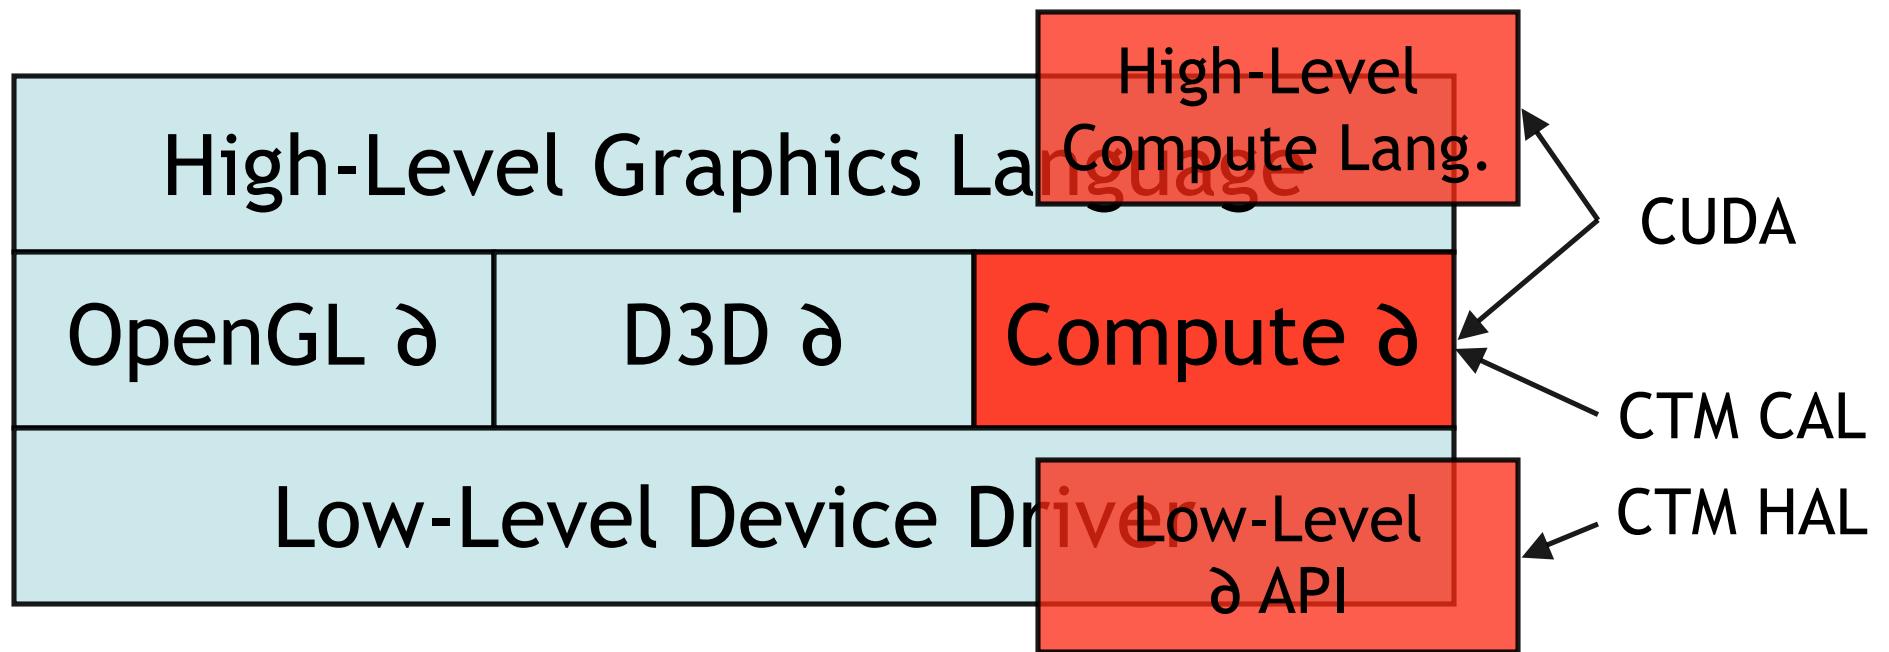 High-Level
Compute Lang.
High-Level Graphics Language
CUDA
OpenGL ∂
D3D ∂
Compute ∂
CTM CAL
Low-Level Device Driver
Low-Level
∂ API
CTM HAL